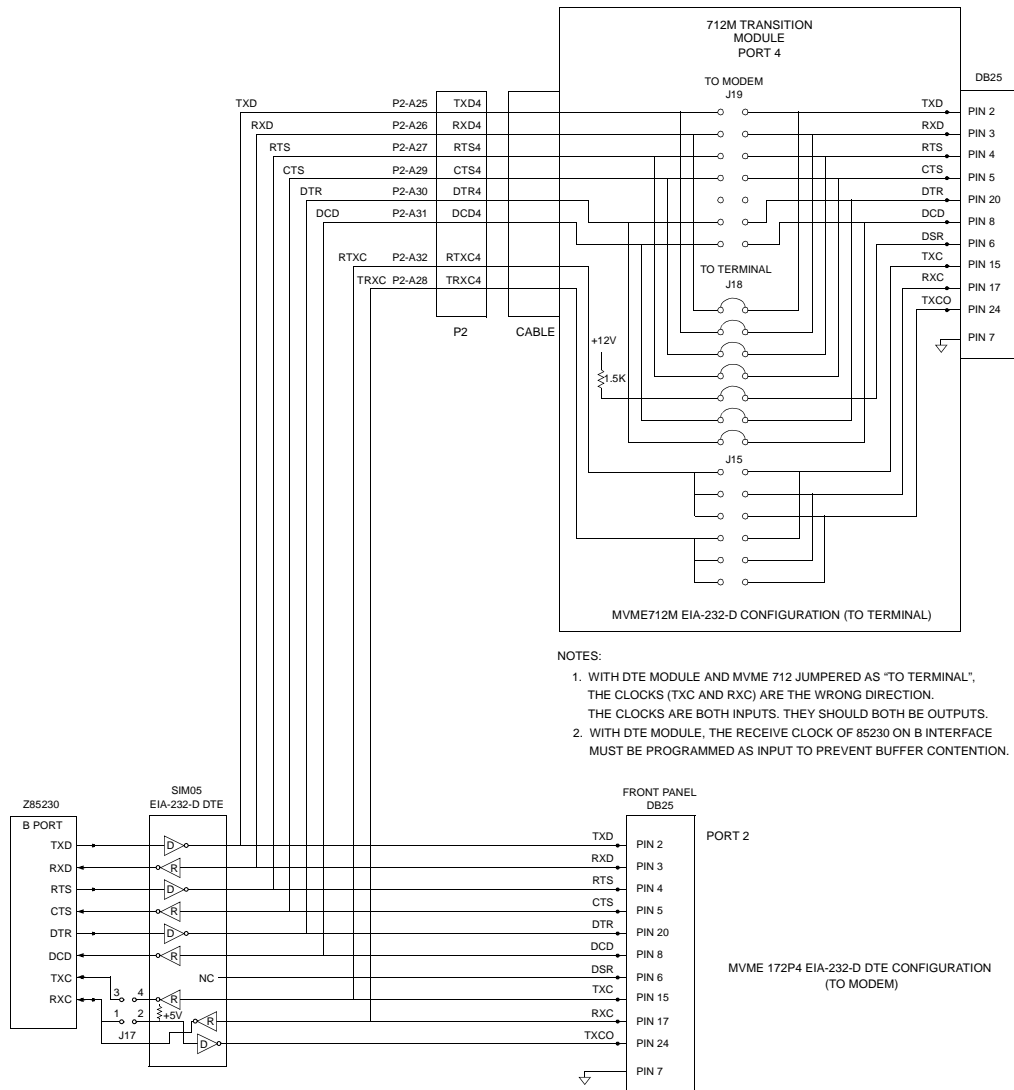 712M TRANSITION
MODULE
PORT 4
TO MODEM
J19
DB25
TXD P2-A25 TXD4 TXD PIN 2
RXD P2-A26 RXD4 RXD PIN 3
RTS P2-A27 RTS4 RTS PIN 4
CTS P2-A29 CTS4 CTS PIN 5
DTR P2-A30 DTR4 DTR PIN 20
DCD P2-A31 DCD4 DCD PIN 8
DSR PIN 6
RTXC P2-A32 RTXC4 TXC PIN 15
TRXC P2-A28 TRXC4 RXC PIN 17
TXCO PIN 24
PIN 7
TO TERMINAL
J18
P2
CABLE
+12V
1.5K
J15
MVME712M EIA-232-D CONFIGURATION (TO TERMINAL)
NOTES:
1. WITH DTE MODULE AND MVME 712 JUMPERED AS “TO TERMINAL”,
THE CLOCKS (TXC AND RXC) ARE THE WRONG DIRECTION.
THE CLOCKS ARE BOTH INPUTS. THEY SHOULD BOTH BE OUTPUTS.
2. WITH DTE MODULE, THE RECEIVE CLOCK OF 85230 ON B INTERFACE
MUST BE PROGRAMMED AS INPUT TO PREVENT BUFFER CONTENTION.
Z85230
B PORT
SIM05
EIA-232-D DTE
FRONT PANEL
DB25
PORT 2
TXD D TXD PIN 2
RXD R RXD PIN 3
RTS D RTS PIN 4
CTS R CTS PIN 5
DTR D DTR PIN 20
DCD R DCD PIN 8
TXC NC DSR PIN 6
RXC 3 4 R TXC PIN 15
1 2 +5V R RXC PIN 17
J17 D TXCO PIN 24
PIN 7
MVME 172P4 EIA-232-D DTE CONFIGURATION
(TO MODEM)